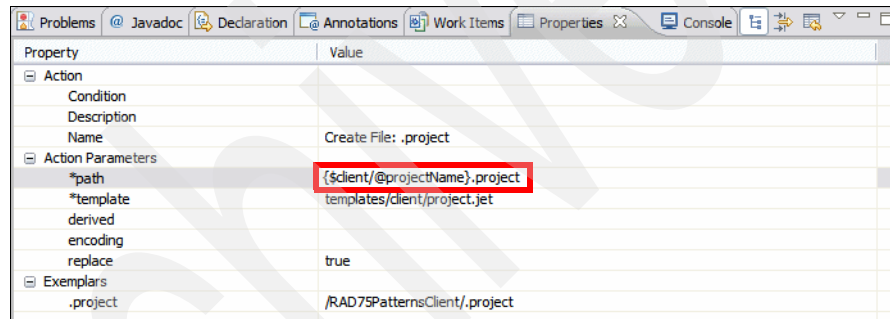 Problems @ Javadoc Declaration Annotations Work Items Properties Console
Property Value
Action
Condition
Description
Name Create File: .project
Action Parameters
*path {$client/@projectName}.project
*template templates/client/project.jet
derived
encoding
replace true
Exemplars
.project /RAD75PatternsClient/.project